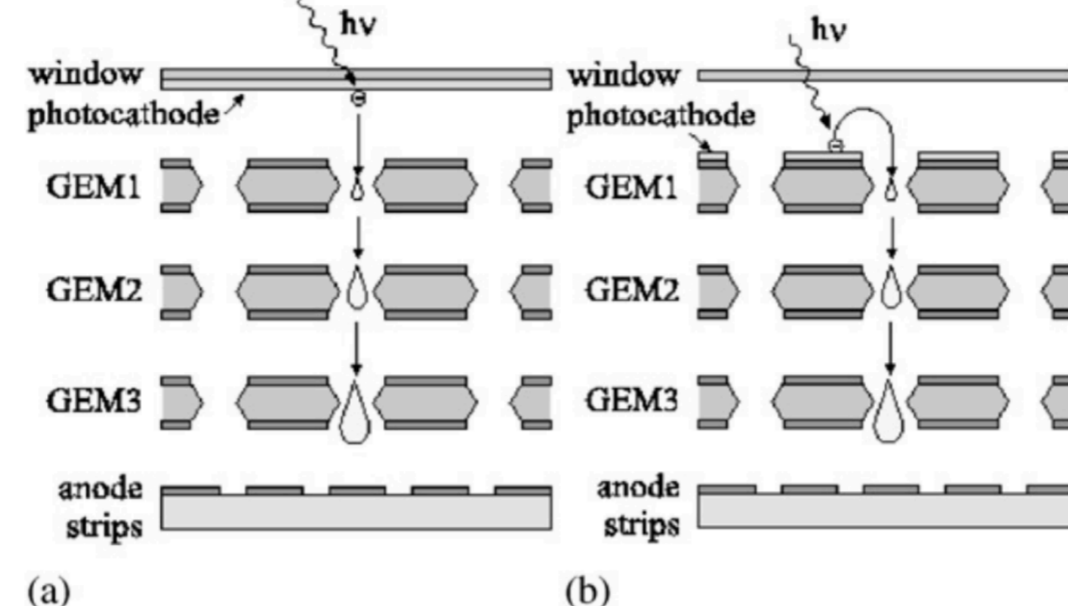 hν
window
photocathode
GEM1
GEM2
GEM3
anode
strips
(a)
hν
window
photocathode
GEM1
GEM2
GEM3
anode
strips
(b)